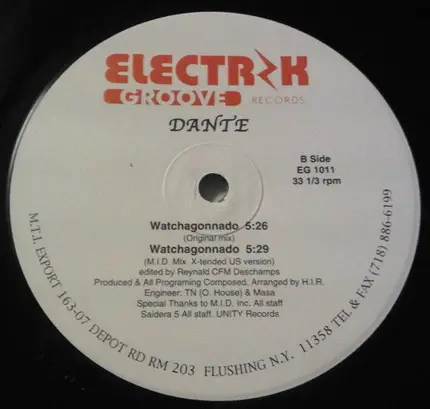 ELECTRIK
GROOVE RECORDS
DANTE
B Side
EG 1011
33 1/3 rpm
Watchagonnado 5:26
(Original mix)
Watchagonnado 5:29
(M.I.D. Mix X-tended US version)
edited by Reynald CFM Deschamps
Produced & All Programing Composed, Arranged by H.I.R.
Engineer: TN (O. House) & Masa
Special Thanks to M.I.D. Inc. All staff
Saidera 5 All staff. UNITY Records
M.T.I. EXPORT 163-07 DEPOT RD RM 203 FLUSHING N.Y. 11358 TEL & FAX (718) 886-6199